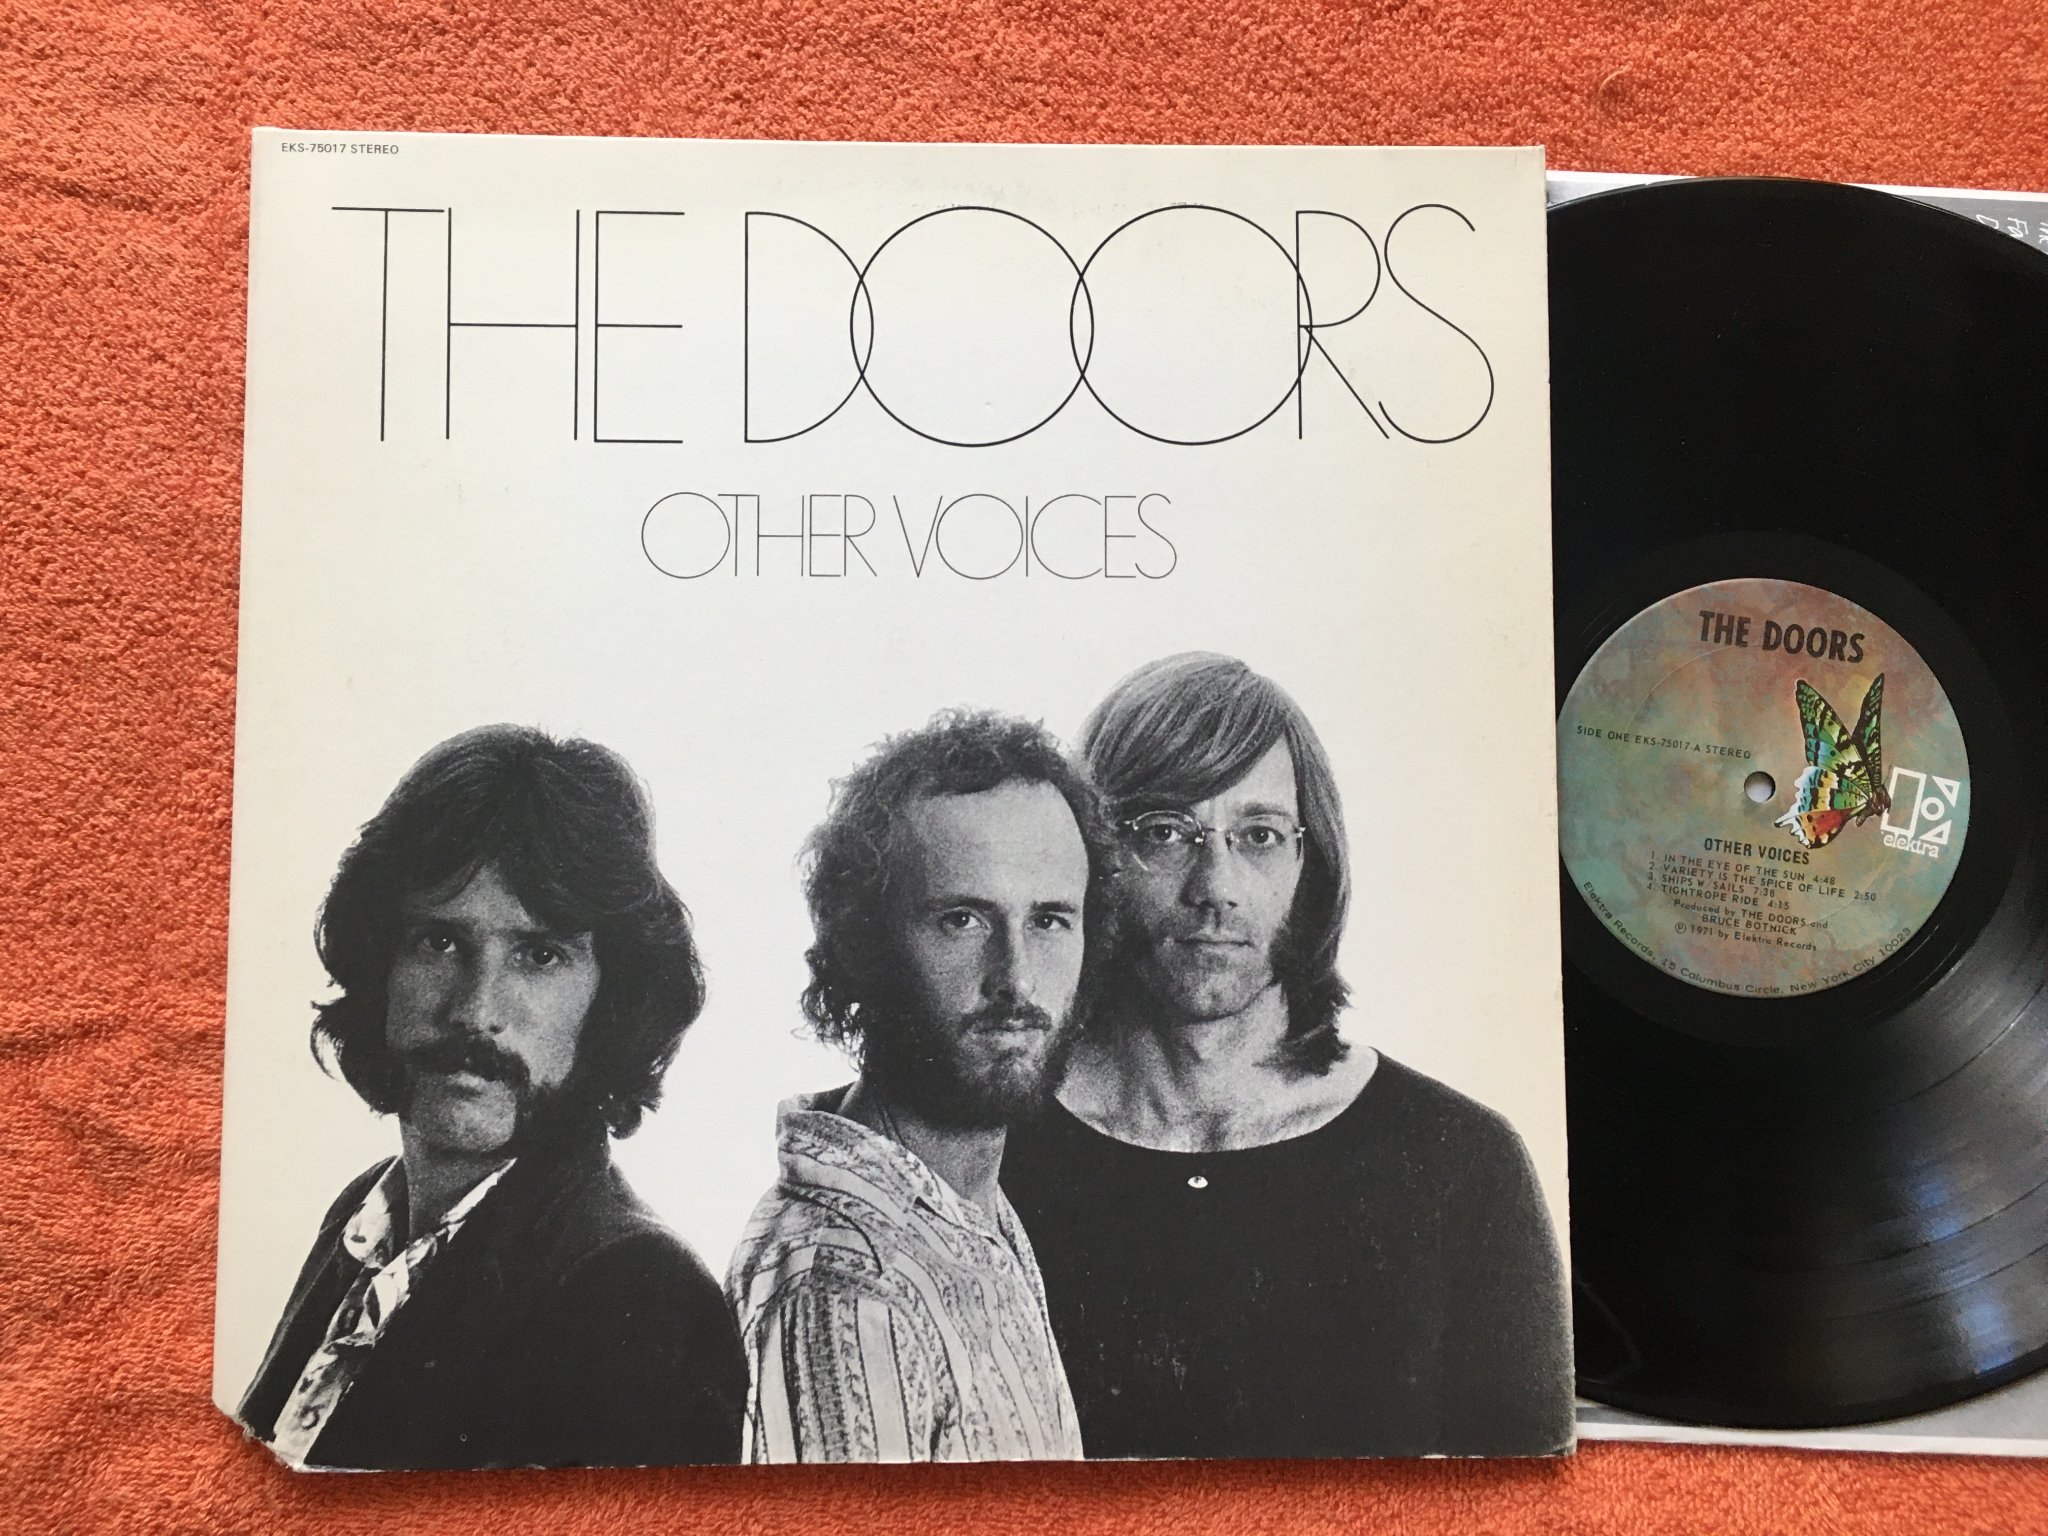 EKS-75017 STEREO
THE DOORS
OTHER VOICES
THE DOORS
SIDE ONE EKS-75017-A STEREO
elektra
OTHER VOICES
1. IN THE EYE OF THE SUN 4:48
2. VARIETY IS THE SPICE OF LIFE 2:50
3. SHIPS W/SAILS 7:38
4. TIGHTROPE RIDE 4:15
Produced by THE DOORS and
BRUCE BOTNICK
Ⓟ 1971 by Elektra Records
Elektra Records, 15 Columbus Circle, New York City 10023